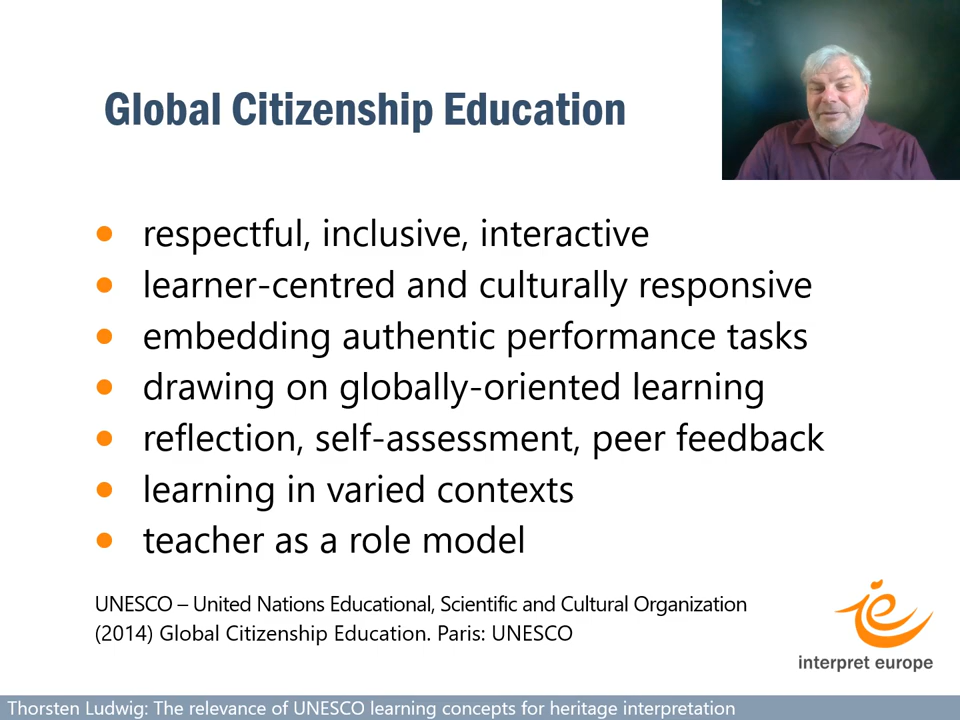 Global Citizenship Education
respectful, inclusive, interactive
learner-centred and culturally responsive
embedding authentic performance tasks
drawing on globally-oriented learning
reflection, self-assessment, peer feedback
learning in varied contexts
teacher as a role model
UNESCO – United Nations Educational, Scientific and Cultural Organization
(2014) Global Citizenship Education. Paris: UNESCO
interpret europe
Thorsten Ludwig: The relevance of UNESCO learning concepts for heritage interpretation